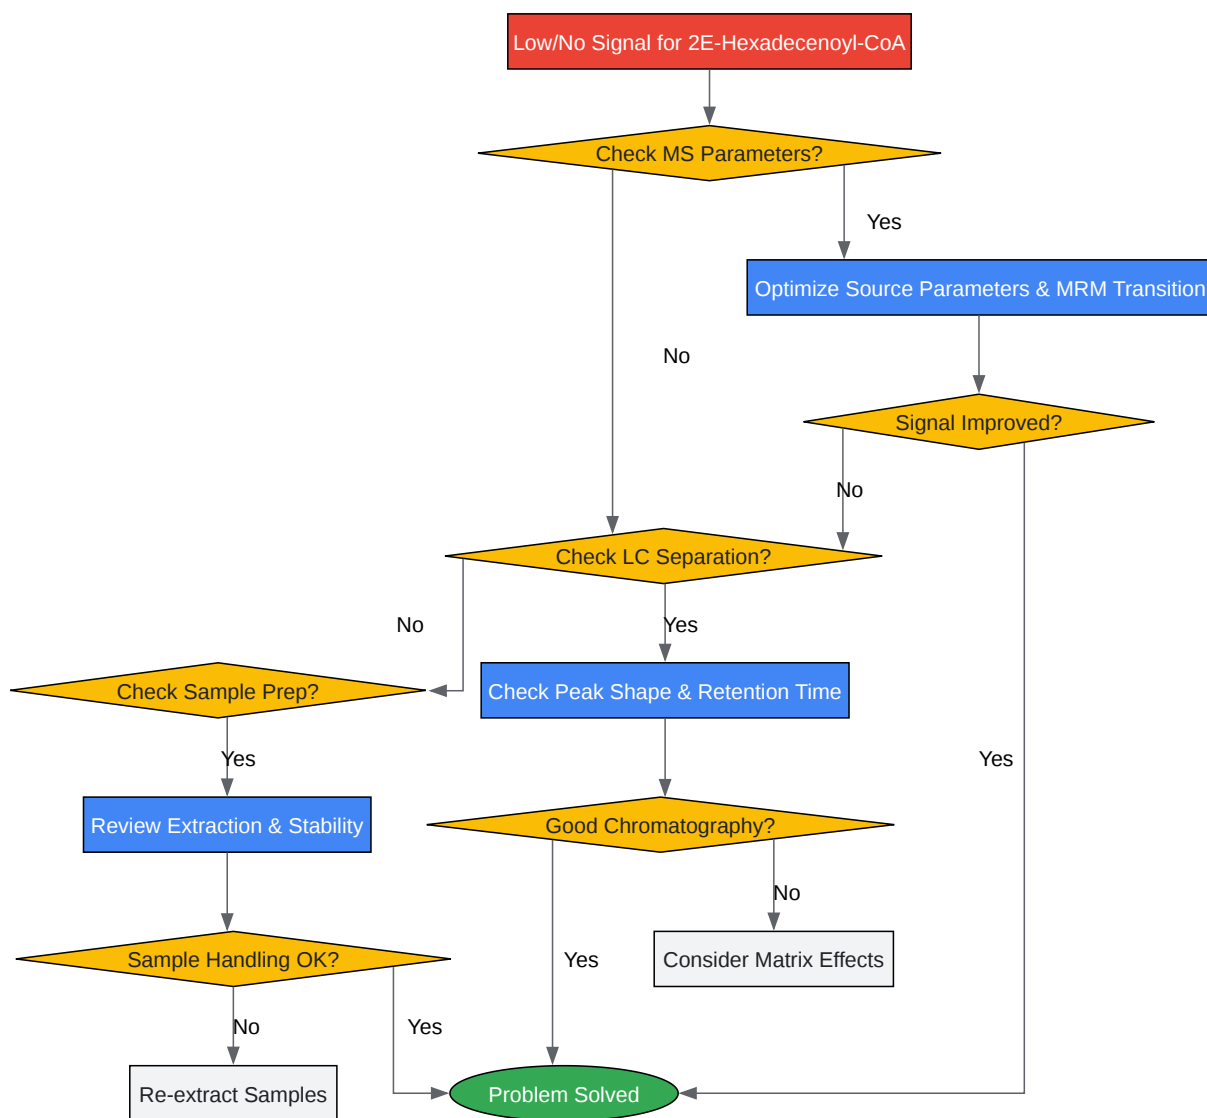 Low/No Signal for 2E-Hexadecenoyl-CoA
Check MS Parameters?
Yes
Optimize Source Parameters & MRM Transition
No
Signal Improved?
No
Check LC Separation?
No
Yes
Check Sample Prep?
Check Peak Shape & Retention Time
Yes
Yes
Review Extraction & Stability
Good Chromatography?
No
Sample Handling OK?
Yes
Consider Matrix Effects
No
Yes
Re-extract Samples
Problem Solved